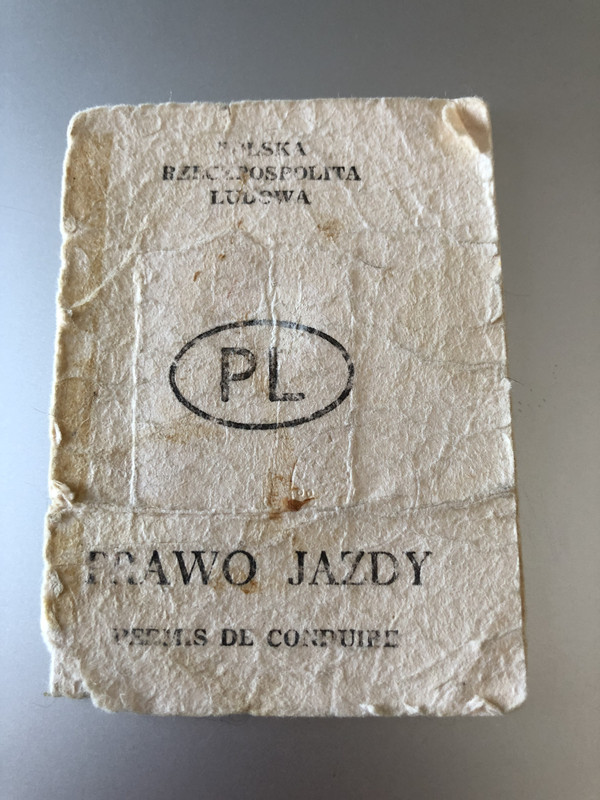 POLSKA
RZECZPOSPOLITA
LUDOWA
PL
PRAWO JAZDY
PERMIS DE CONDUIRE